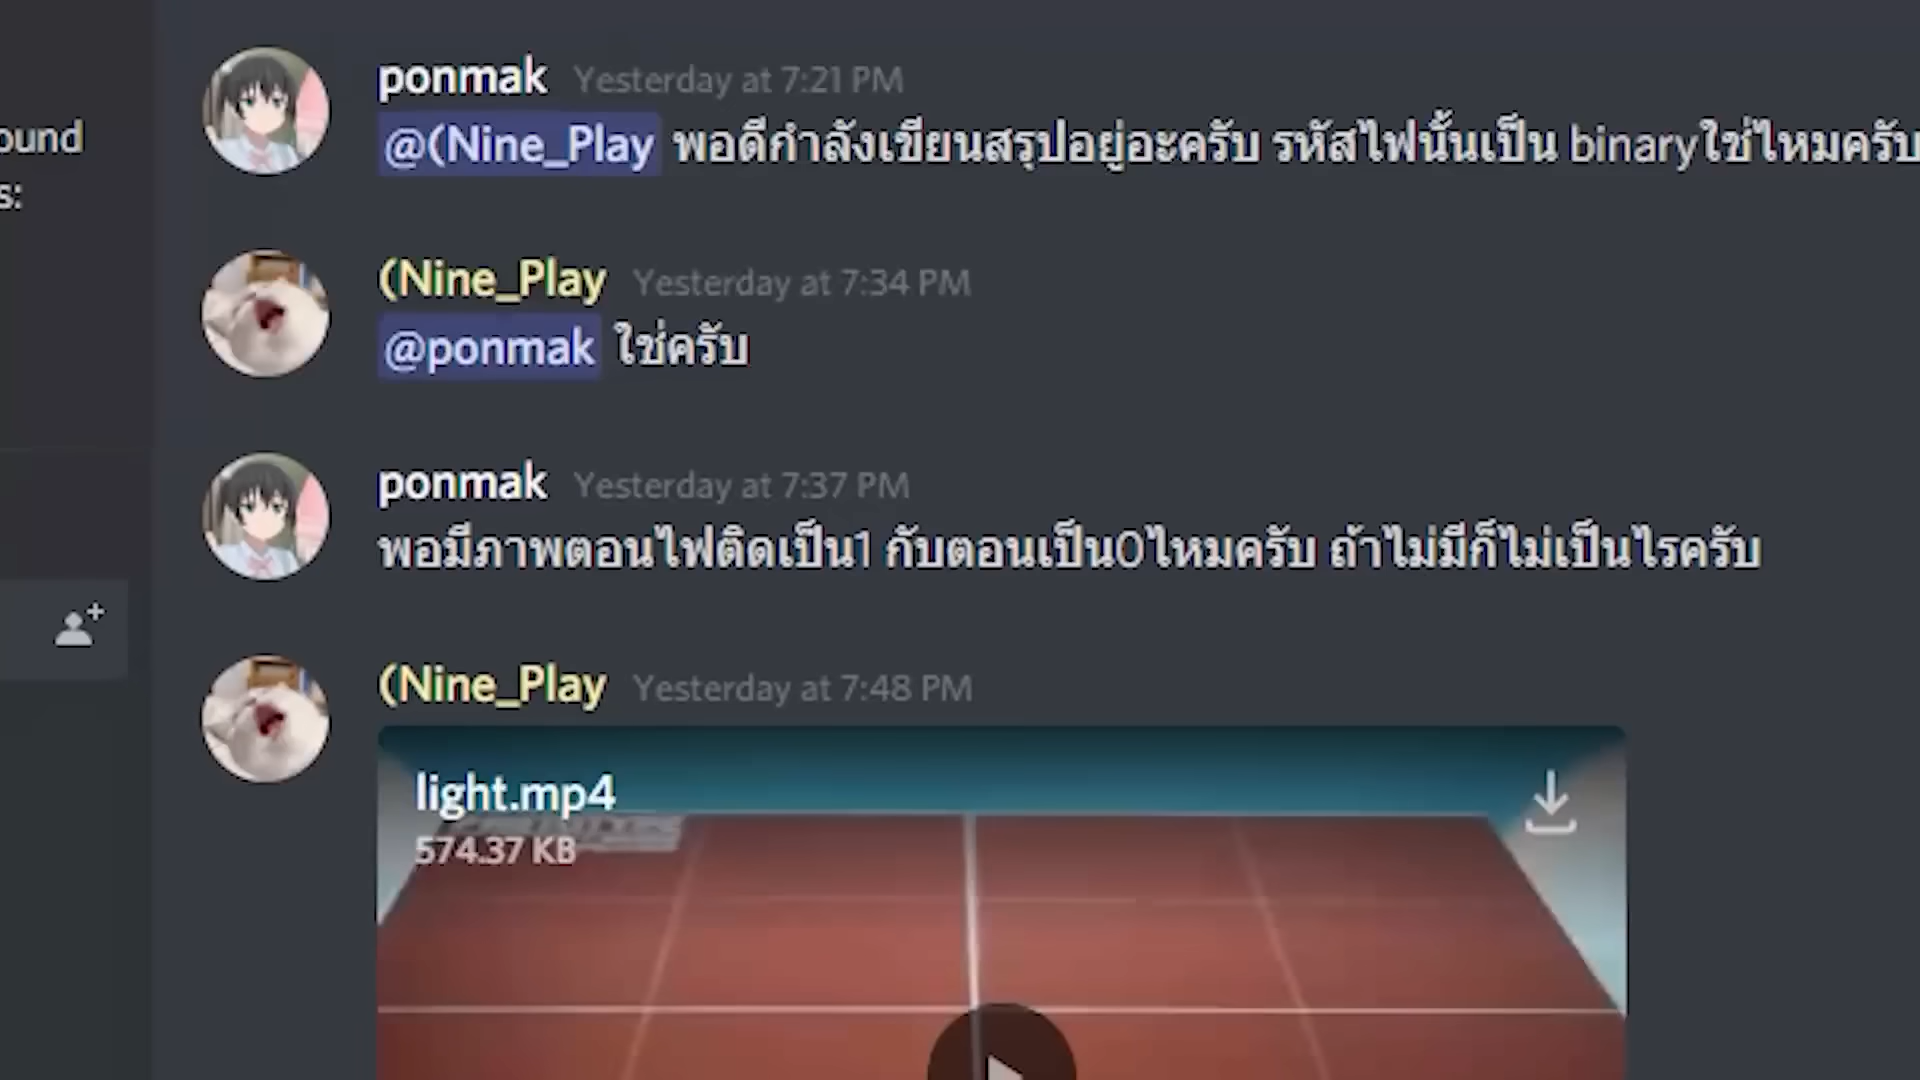 ponmak Yesterday at 7:21 PM
@(Nine_Play พอดีกำลังเขียนสรุปอยู่อะครับ รหัสไฟนั้นเป็น binaryใช่ไหมครับ
ound
s:
(Nine_Play Yesterday at 7:34 PM
@ponmak ใช่ครับ
ponmak Yesterday at 7:37 PM
พอมีภาพตอนไฟติดเป็น1 กับตอนเป็น0ไหมครับ ถ้าไม่มีก็ไม่เป็นไรครับ
(Nine_Play Yesterday at 7:48 PM
light.mp4
574.37 KB